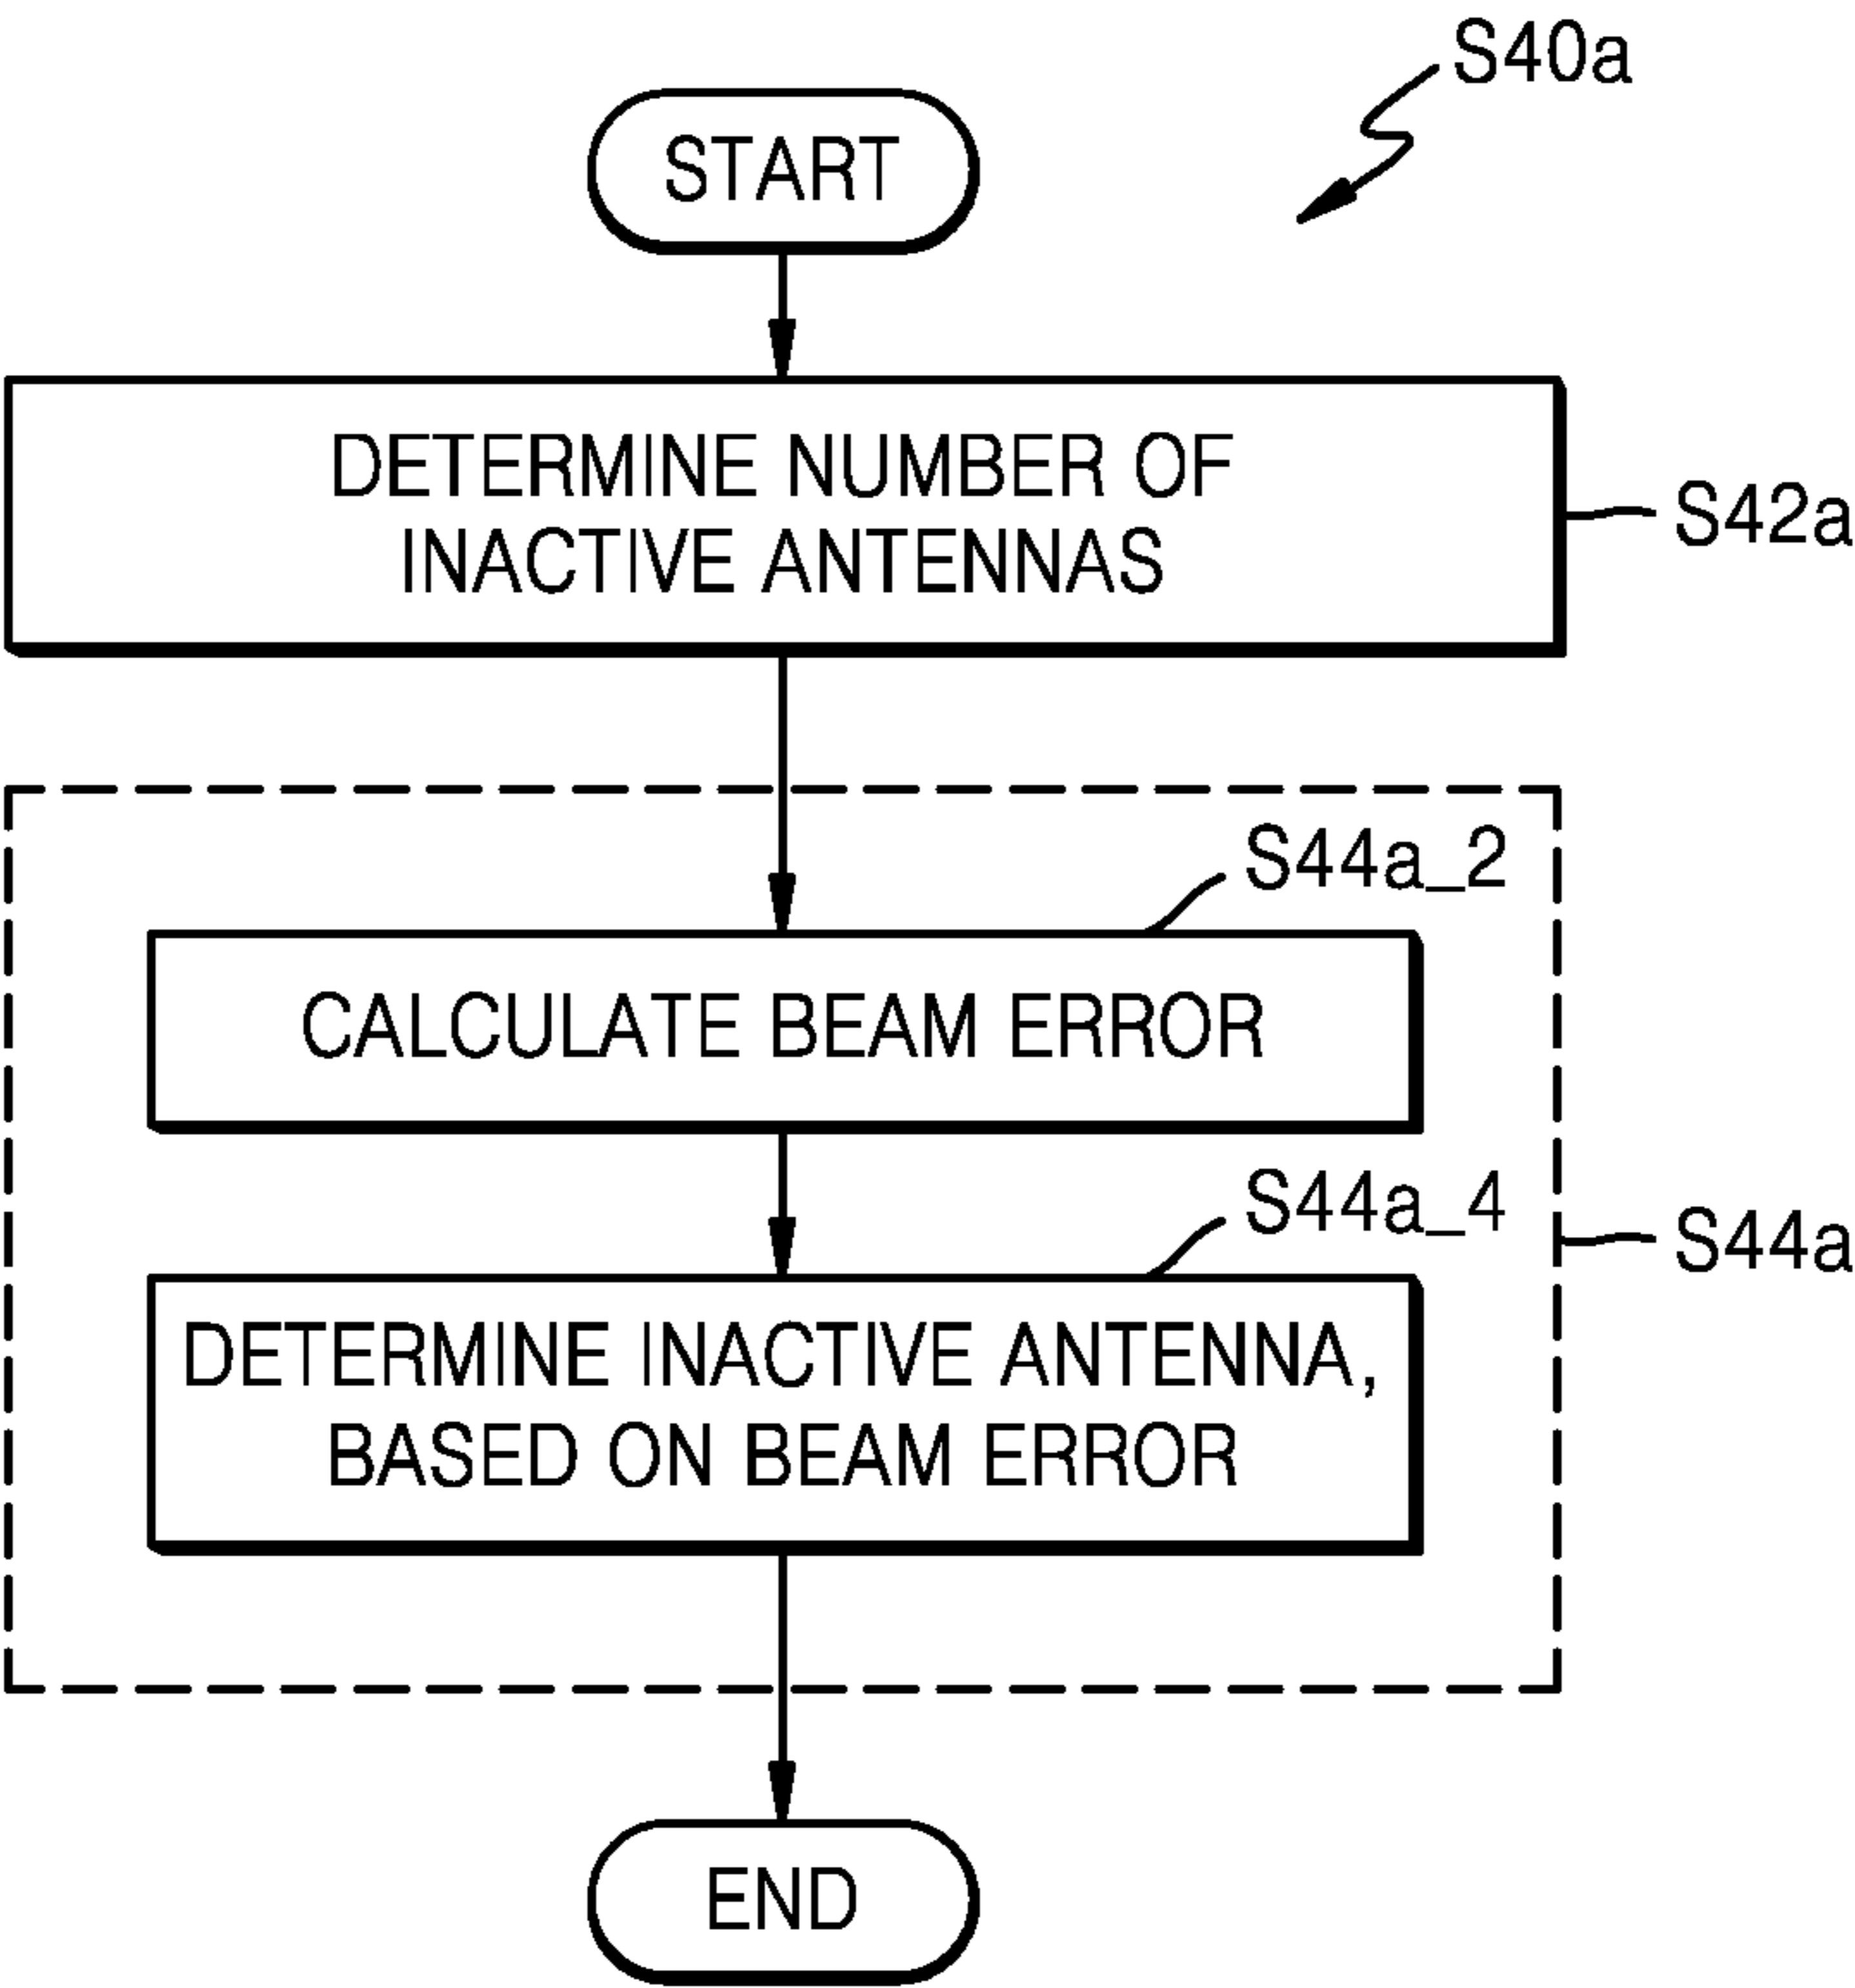 S40a
START
DETERMINE NUMBER OF
INACTIVE ANTENNAS
S42a
S44a_2
CALCULATE BEAM ERROR
S44a_4
S44a
DETERMINE INACTIVE ANTENNA,
BASED ON BEAM ERROR
END